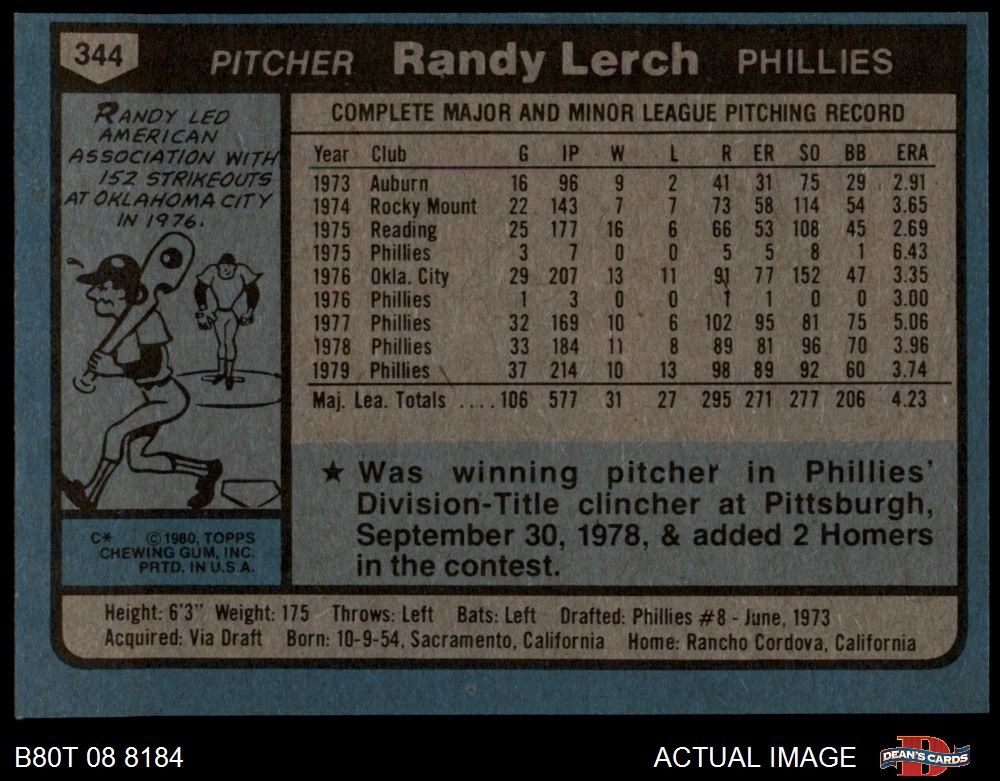 344
PITCHER Randy Lerch PHILLIES
RANDY LED
AMERICAN
ASSOCIATION WITH
152 STRIKEOUTS
AT OKLAHOMA CITY
IN 1976.
COMPLETE MAJOR AND MINOR LEAGUE PITCHING RECORD
Year Club G IP W L R ER SO BB ERA
1973 Auburn 16 96 9 2 41 31 75 29 2.91
1974 Rocky Mount 22 143 7 7 73 58 114 54 3.65
1975 Reading 25 177 16 6 66 53 108 45 2.69
1975 Phillies 3 7 0 0 5 5 8 1 6.43
1976 Okla. City 29 207 13 11 91 77 152 47 3.35
1976 Phillies 1 3 0 0 1 1 0 0 3.00
1977 Phillies 32 169 10 6 102 95 81 75 5.06
1978 Phillies 33 184 11 8 89 81 96 70 3.96
1979 Phillies 37 214 10 13 98 89 92 60 3.74
Maj. Lea. Totals ....106 577 31 27 295 271 277 206 4.23
★ Was winning pitcher in Phillies'
Division-Title clincher at Pittsburgh,
September 30, 1978, & added 2 Homers
in the contest.
C* ©1980, TOPPS
CHEWING GUM, INC.
PRTD. IN U.S.A.
Height: 6'3" Weight: 175 Throws: Left Bats: Left Drafted: Phillies #8 - June, 1973
Acquired: Via Draft Born: 10-9-54, Sacramento, California Home: Rancho Cordova, California
B80T 08 8184 ACTUAL IMAGE D DEAN'S CARDS